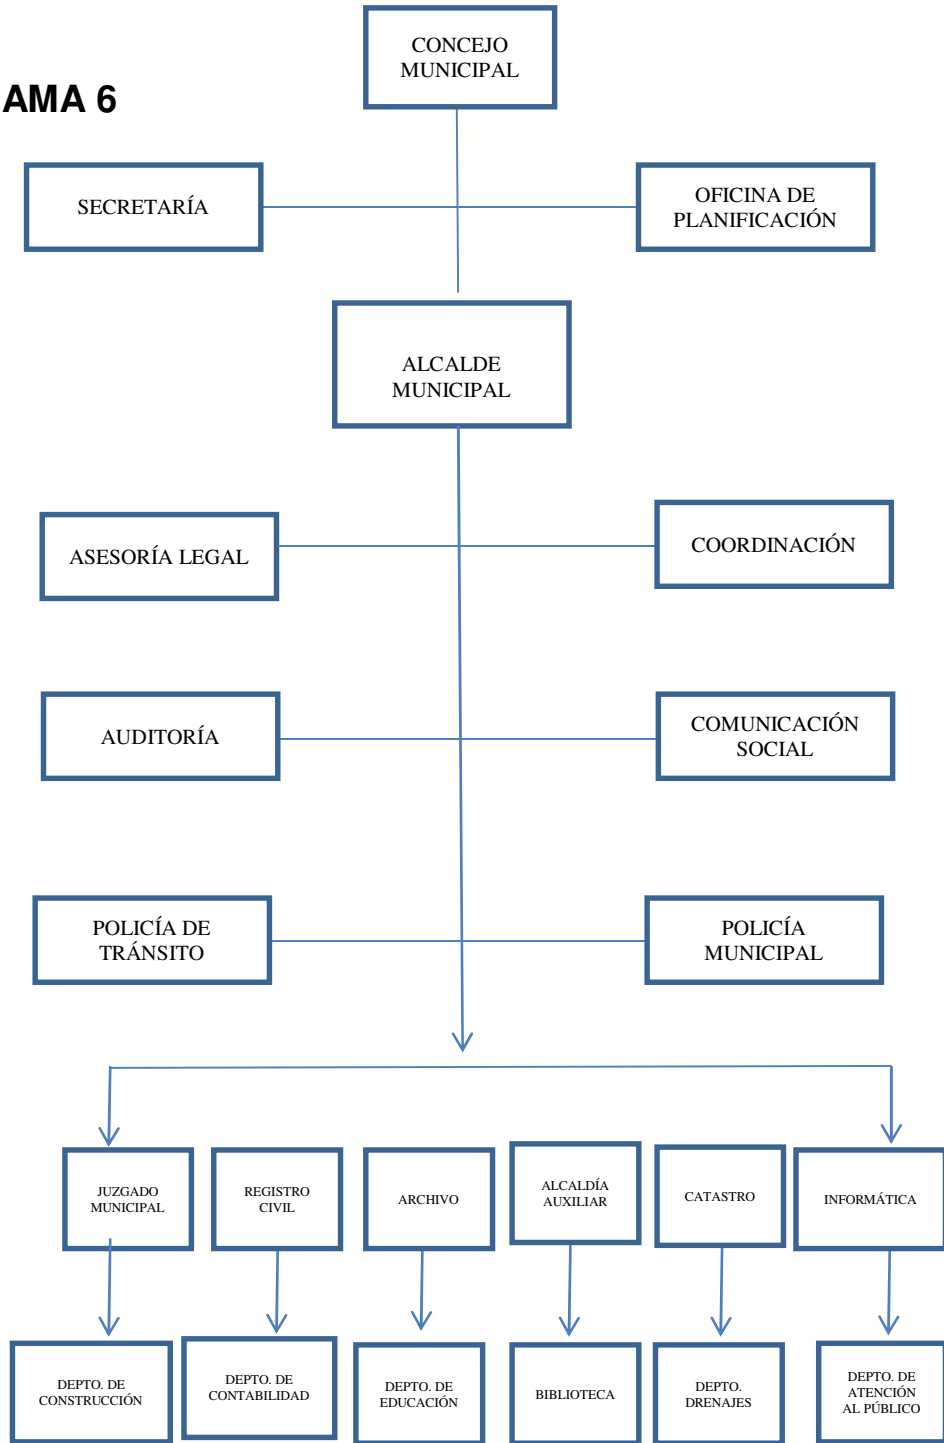 CONCEJO
MUNICIPAL
AMA 6
SECRETARÍA
OFICINA DE
PLANIFICACIÓN
ALCALDE
MUNICIPAL
ASESORÍA LEGAL
COORDINACIÓN
AUDITORÍA
COMUNICACIÓN
SOCIAL
POLICÍA DE
TRÁNSITO
POLICÍA
MUNICIPAL
JUZGADO
MUNICIPAL
REGISTRO
CIVIL
ARCHIVO
ALCALDÍA
AUXILIAR
CATASTRO
INFORMÁTICA
DEPTO. DE
CONSTRUCCIÓN
DEPTO. DE
CONTABILIDAD
DEPTO. DE
EDUCACIÓN
BIBLIOTECA
DEPTO.
DRENAJES
DEPTO. DE
ATENCIÓN
AL PÚBLICO